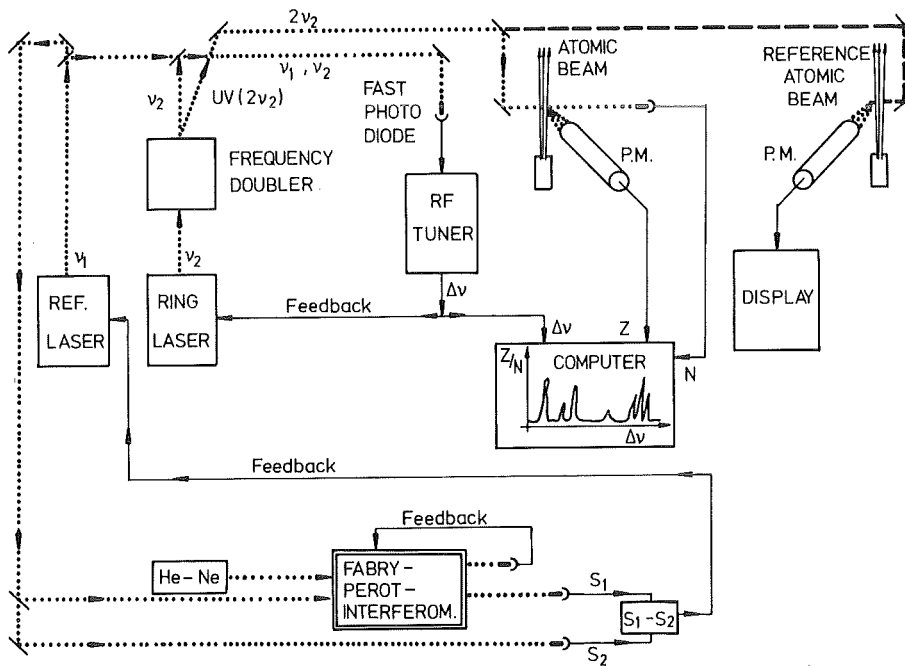 2ν₂
ATOMIC
BEAM
REFERENCE
ATOMIC
BEAM
ν₁ , ν₂
ν₂
UV (2ν₂)
FAST
PHOTO
DIODE
P.M.
P.M.
FREQUENCY
DOUBLER
RF
TUNER
ν₁
ν₂
Δν
REF.
LASER
RING
LASER
Feedback
Δν
Z
DISPLAY
Z/N
COMPUTER
N
Δν
Feedback
Feedback
He–Ne
FABRY–
PEROT–
INTERFEROM.
S₁
S₁–S₂
S₂